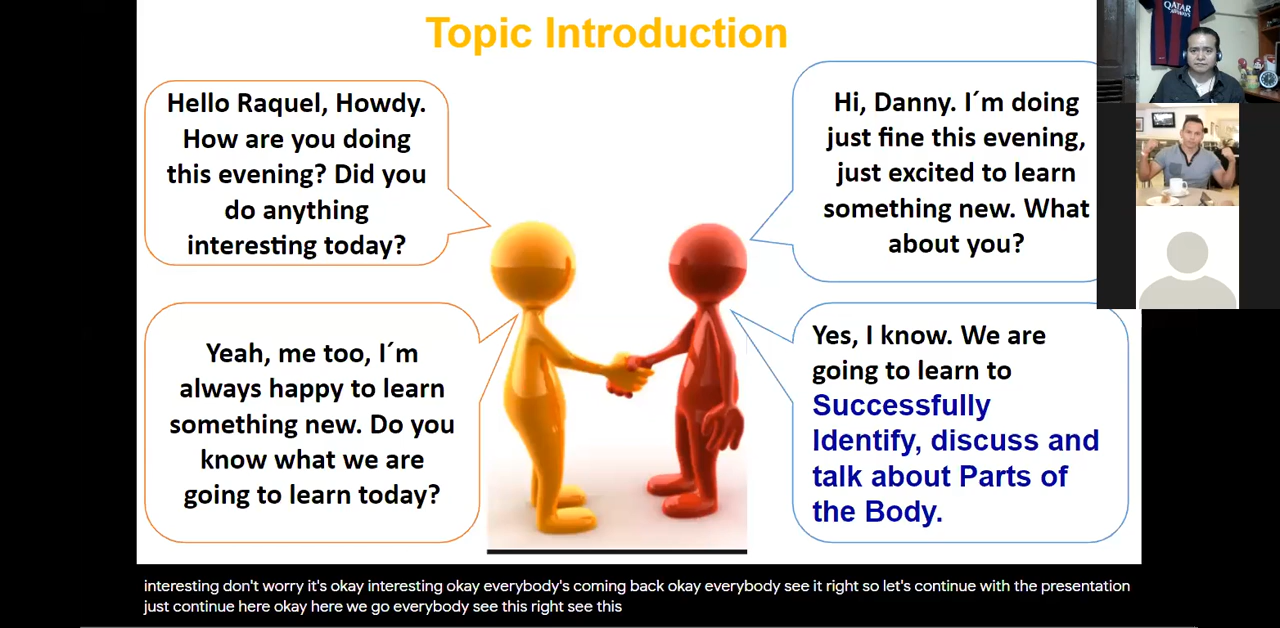 Topic Introduction
Hello Raquel, Howdy.
How are you doing
this evening? Did you
do anything
interesting today?
Hi, Danny. I´m doing
just fine this evening,
just excited to learn
something new. What
about you?
Yeah, me too, I´m
always happy to learn
something new. Do you
know what we are
going to learn today?
Yes, I know. We are
going to learn to
Successfully
Identify, discuss and
talk about Parts of
the Body.
QATAR
AIRWAYS
interesting don't worry it's okay interesting okay everybody's coming back okay everybody see it right so let's continue with the presentation
just continue here okay here we go everybody see this right see this